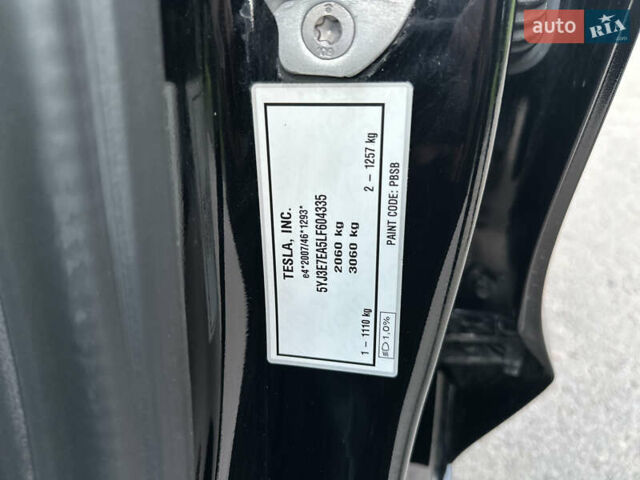 TESLA, INC.
e4*2007/46*1293*
5YJ3E7EA5LF604335
2060 kg
3060 kg
1 - 1110 kg
2 - 1257 kg
1,0%
PAINT CODE: PBSB
auto RIA
.com